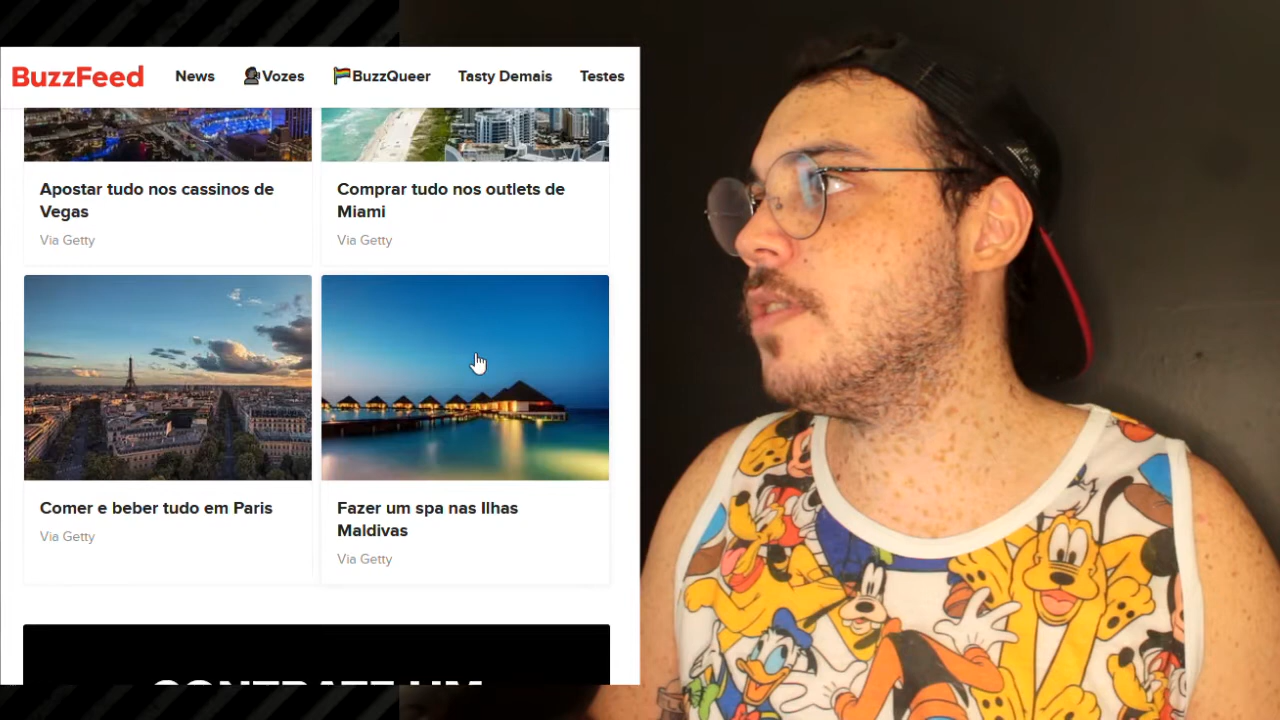 BuzzFeed
News
Vozes
BuzzQueer
Tasty Demais
Testes
Apostar tudo nos cassinos de
Vegas
Via Getty
Comprar tudo nos outlets de
Miami
Via Getty
Comer e beber tudo em Paris
Via Getty
Fazer um spa nas Ilhas
Maldivas
Via Getty
CONTRATE UM